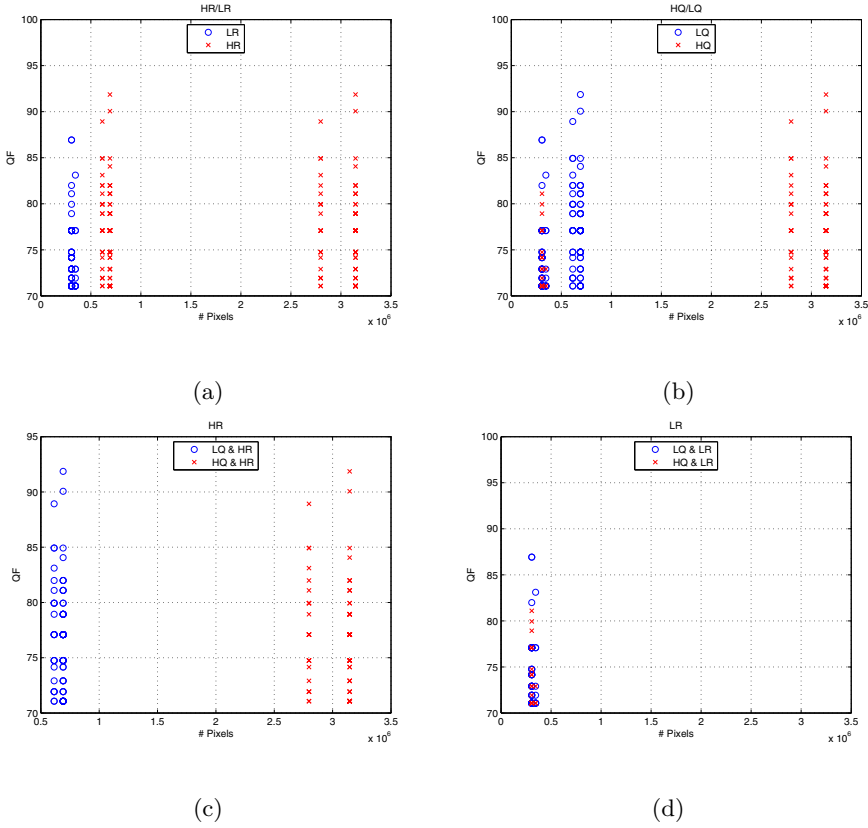 HR/LR
LR
HR
100
95
90
85
80
75
70
QF
0
0.5
1
1.5
2
2.5
3
3.5
# Pixels
x 10^6
(a)
HQ/LQ
LQ
HQ
100
95
90
85
80
75
70
QF
0
0.5
1
1.5
2
2.5
3
3.5
# Pixels
x 10^6
(b)
HR
LQ & HR
HQ & HR
95
90
85
80
75
70
QF
0.5
1
1.5
2
2.5
3
3.5
# Pixels
x 10^6
(c)
LR
LQ & LR
HQ & LR
100
95
90
85
80
75
70
QF
0
0.5
1
1.5
2
2.5
3
3.5
# Pixels
x 10^6
(d)